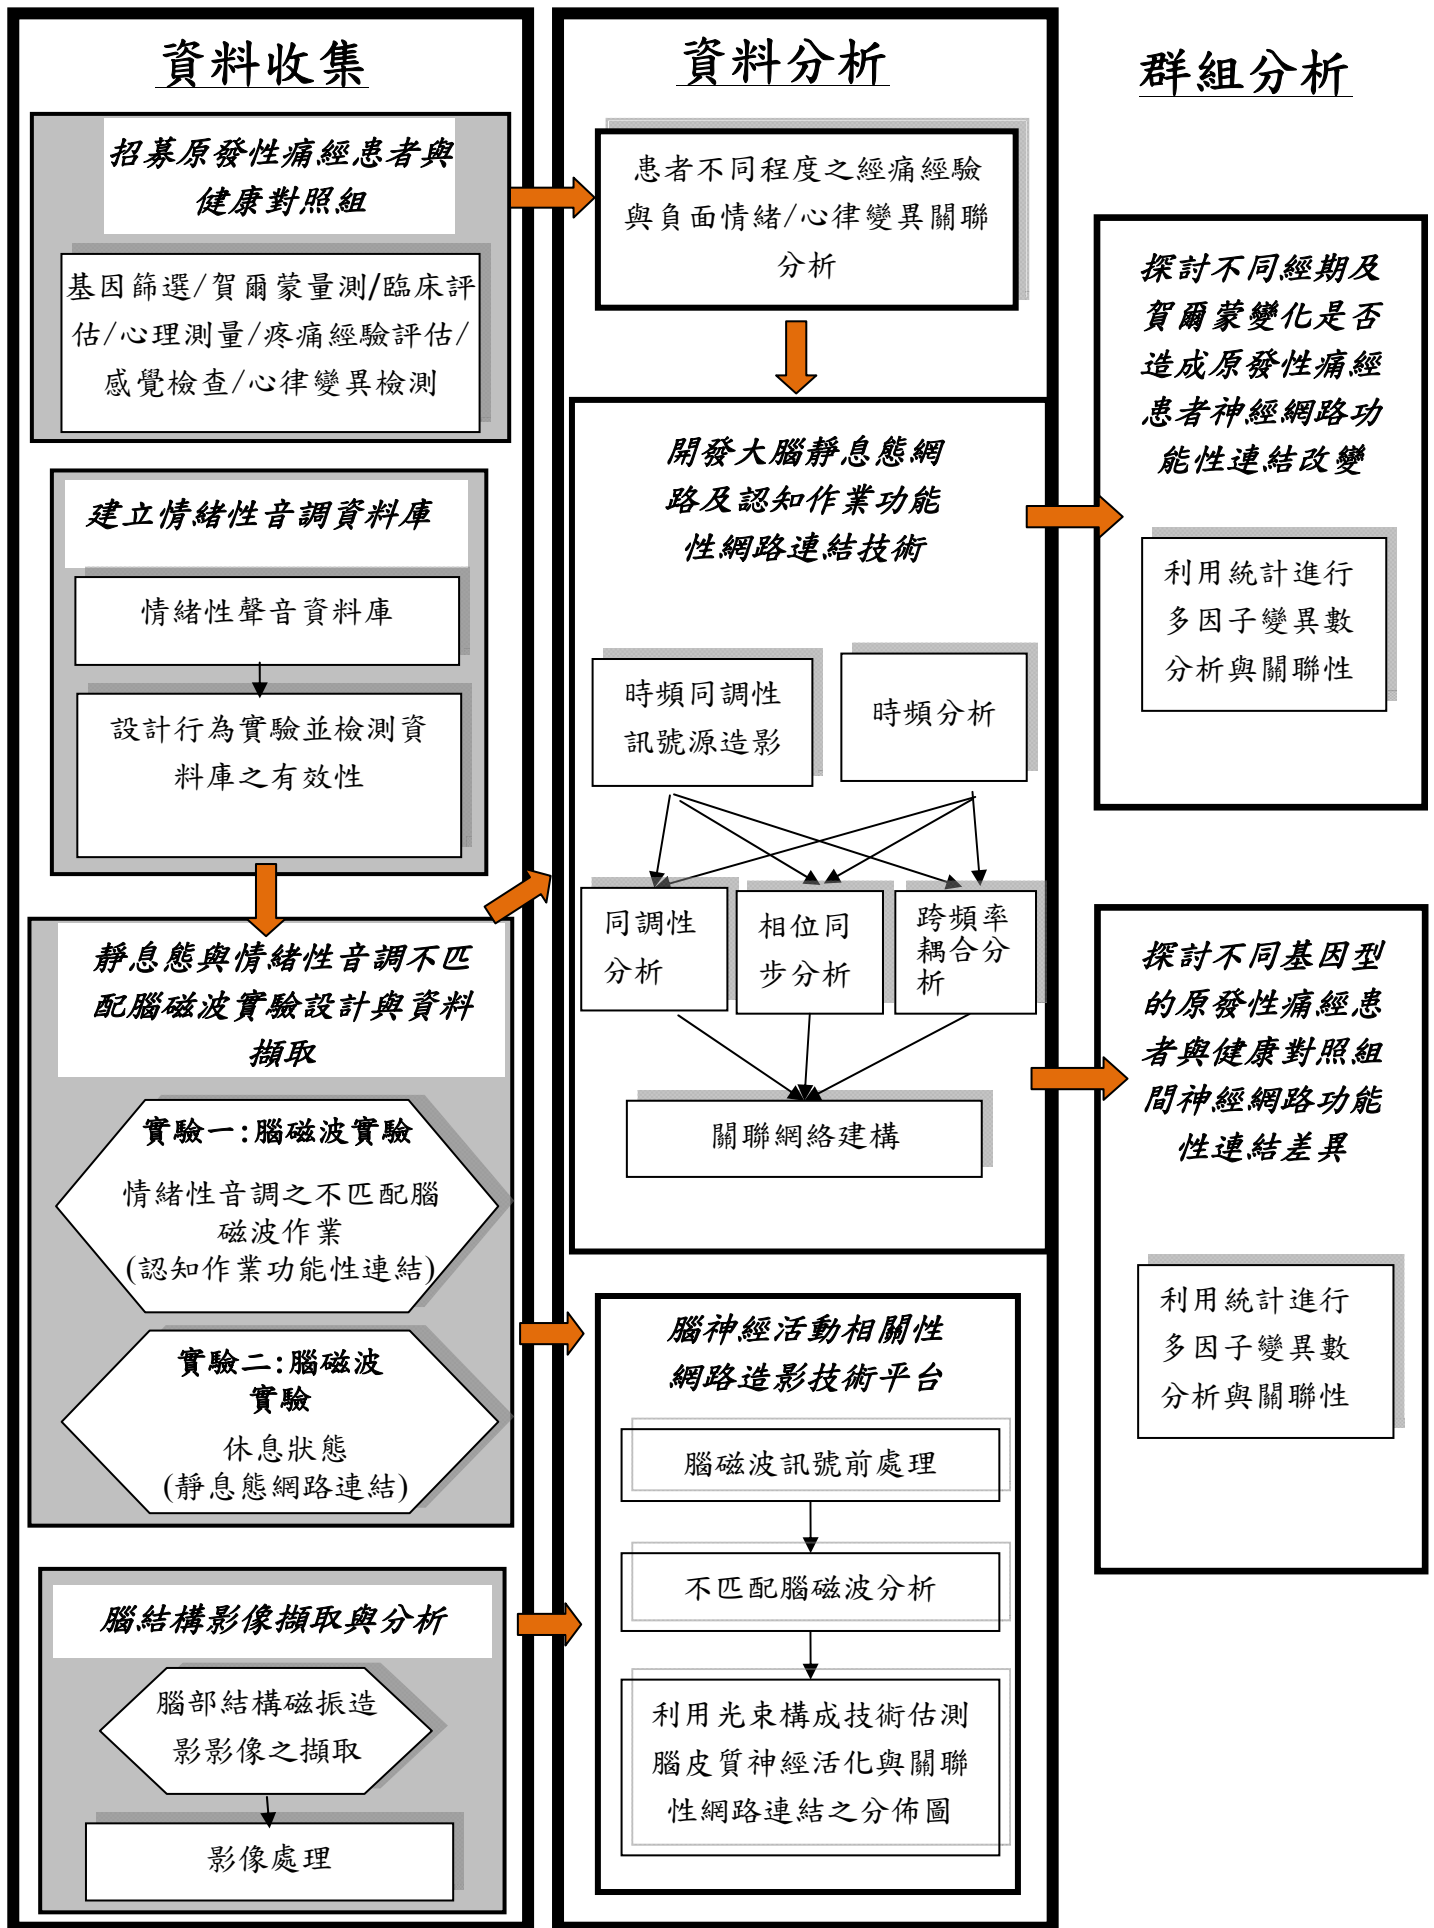 資料收集
招募原發性痛經患者與
健康對照組
基因篩選/賀爾蒙量測/臨床評
估/心理測量/疼痛經驗評估/
感覺檢查/心律變異檢測
建立情緒性音調資料庫
情緒性聲音資料庫
設計行為實驗並檢測資
料庫之有效性
靜息態與情緒性音調不匹
配腦磁波實驗設計與資料
擷取
實驗一:腦磁波實驗
情緒性音調之不匹配腦
磁波作業
(認知作業功能性連結)
實驗二:腦磁波
實驗
休息狀態
(靜息態網路連結)
腦結構影像擷取與分析
腦部結構磁振造
影影像之擷取
影像處理
資料分析
患者不同程度之經痛經驗
與負面情緒/心律變異關聯
分析
開發大腦靜息態網
路及認知作業功能
性網路連結技術
時頻同調性
訊號源造影
時頻分析
同調性
分析
相位同
步分析
跨頻率
耦合分
析
關聯網絡建構
腦神經活動相關性
網路造影技術平台
腦磁波訊號前處理
不匹配腦磁波分析
利用光束構成技術估測
腦皮質神經活化與關聯
性網路連結之分佈圖
群組分析
探討不同經期及
賀爾蒙變化是否
造成原發性痛經
患者神經網路功
能性連結改變
利用統計進行
多因子變異數
分析與關聯性
探討不同基因型
的原發性痛經患
者與健康對照組
間神經網路功能
性連結差異
利用統計進行
多因子變異數
分析與關聯性